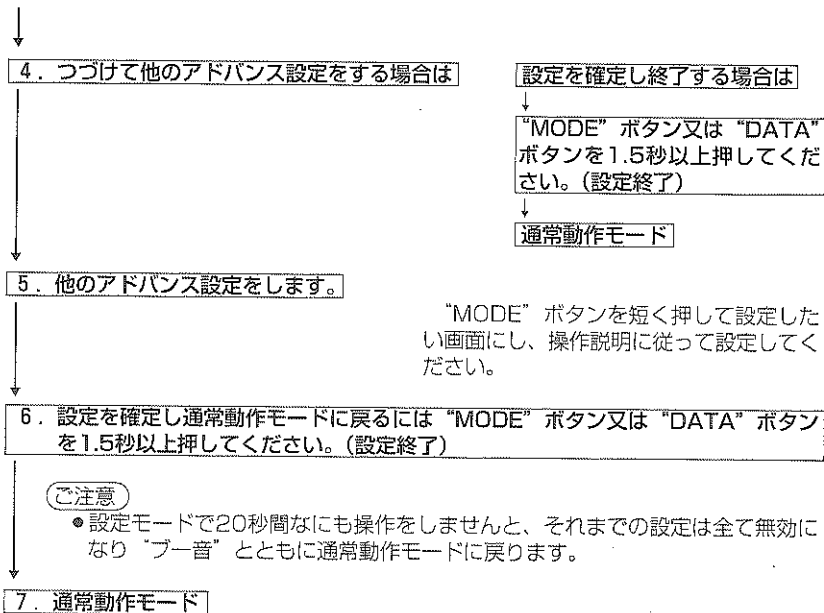 4．つづけて他のアドバンス設定をする場合は
設定を確定し終了する場合は
“MODE”ボタン又は“DATA”
ボタンを1.5秒以上押してくだ
さい。(設定終了)
通常動作モード
5．他のアドバンス設定をします。
“MODE”ボタンを短く押して設定した
い画面にし、操作説明に従って設定してく
ださい。
6．設定を確定し通常動作モードに戻るには“MODE”ボタン又は“DATA”ボタン
を1.5秒以上押してください。(設定終了)
ご注意
●設定モードで20秒間なにも操作をしませんと、それまでの設定は全て無効に
なり“ブー音”とともに通常動作モードに戻ります。
7．通常動作モード